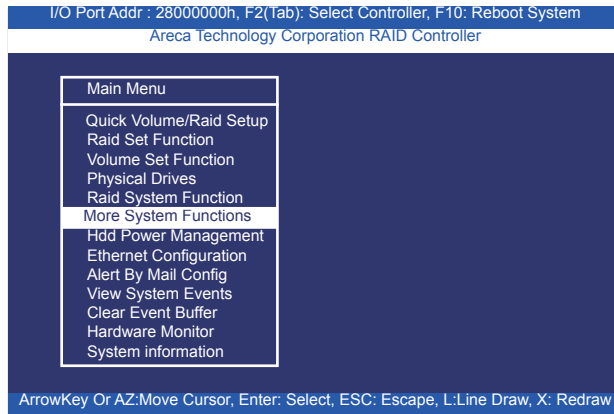 I/O Port Addr : 28000000h, F2(Tab): Select Controller, F10: Reboot System
Areca Technology Corporation RAID Controller
Main Menu
Quick Volume/Raid Setup
Raid Set Function
Volume Set Function
Physical Drives
Raid System Function
More System Functions
Hdd Power Management
Ethernet Configuration
Alert By Mail Config
View System Events
Clear Event Buffer
Hardware Monitor
System information
ArrowKey Or AZ:Move Cursor, Enter: Select, ESC: Escape, L:Line Draw, X: Redraw